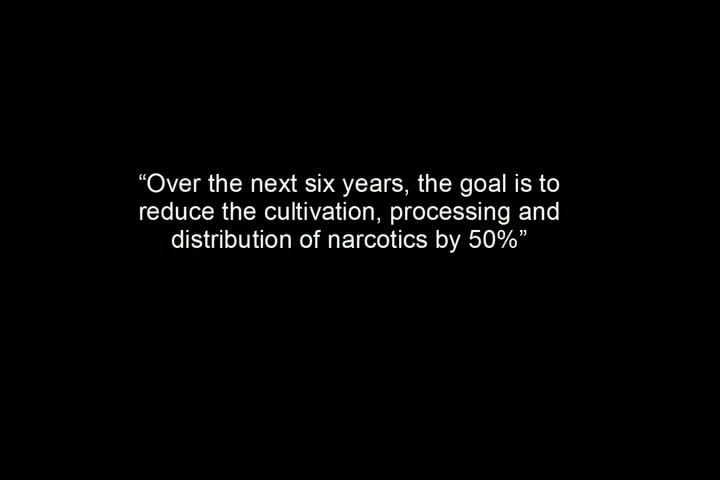 “Over the next six years, the goal is to
reduce the cultivation, processing and
distribution of narcotics by 50%”